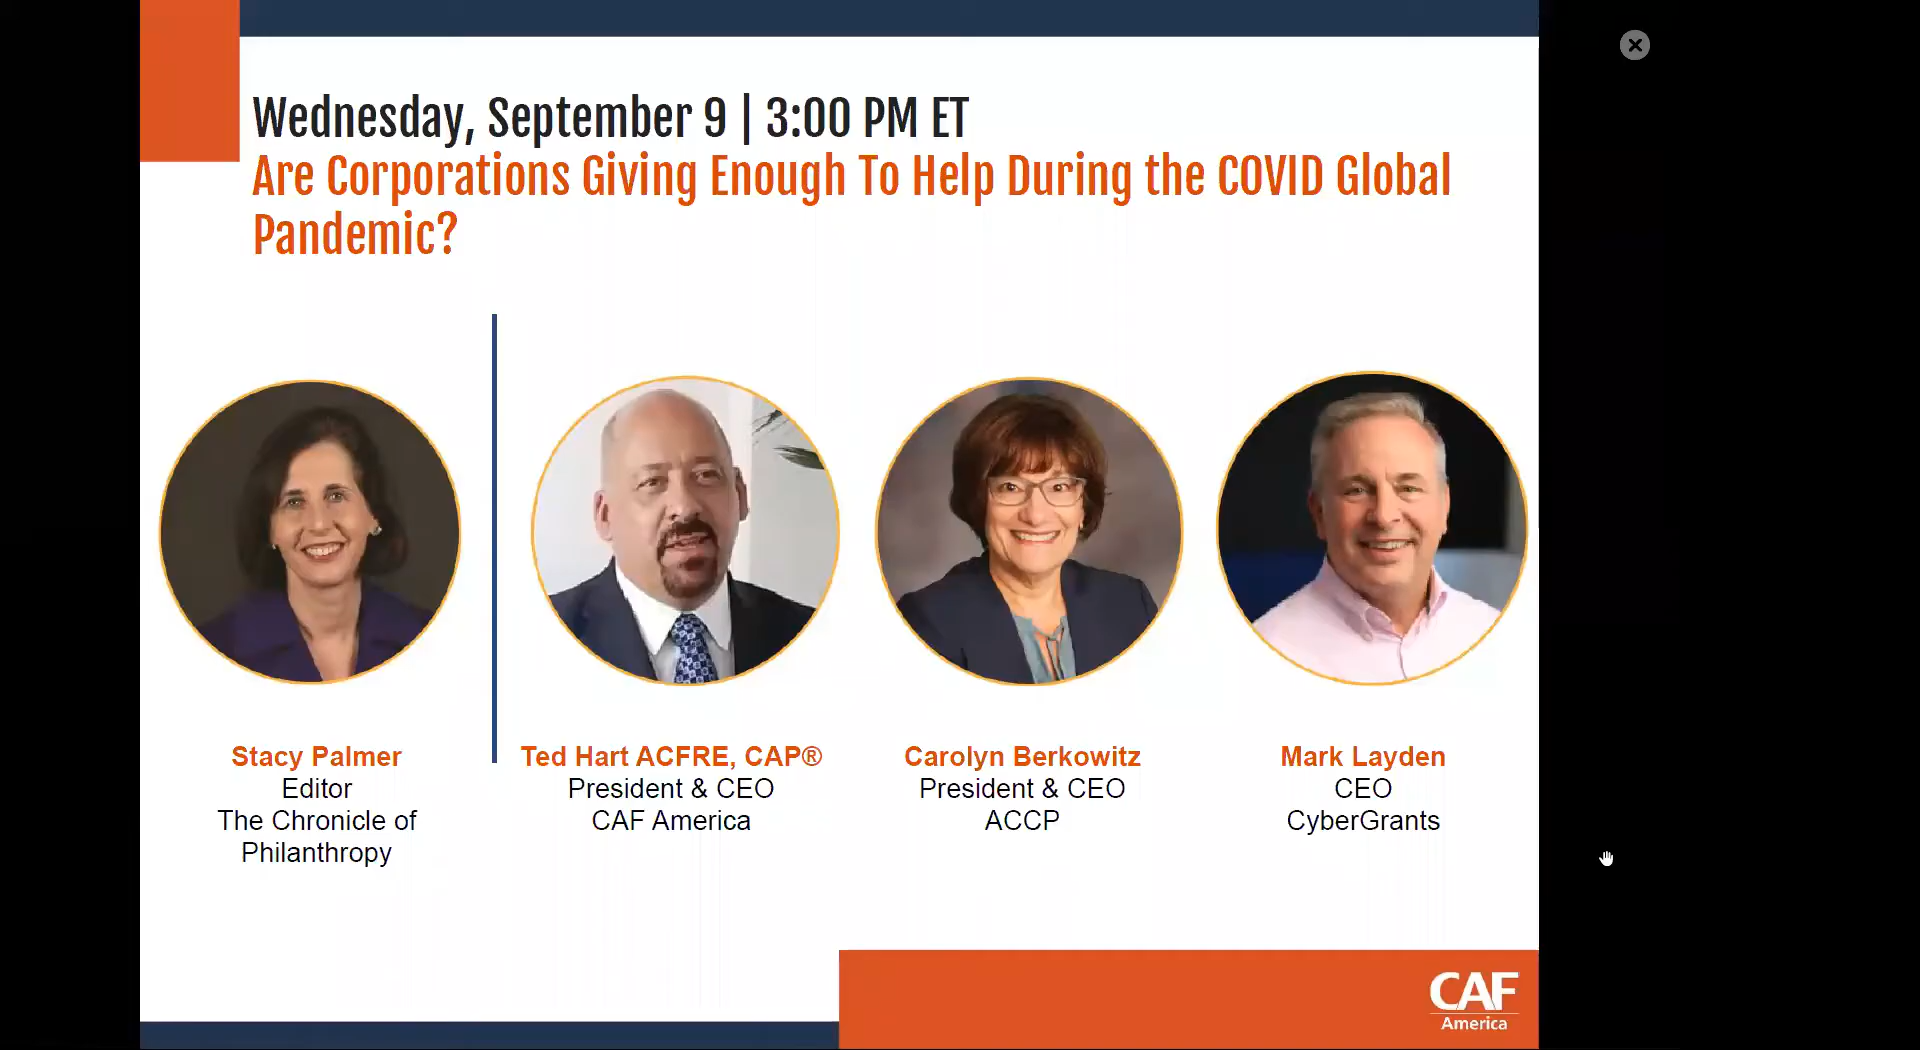 Wednesday, September 9 | 3:00 PM ET
Are Corporations Giving Enough To Help During the COVID Global
Pandemic?
Stacy Palmer
Editor
The Chronicle of
Philanthropy
Ted Hart ACFRE, CAP®
President & CEO
CAF America
Carolyn Berkowitz
President & CEO
ACCP
Mark Layden
CEO
CyberGrants
CAF
America